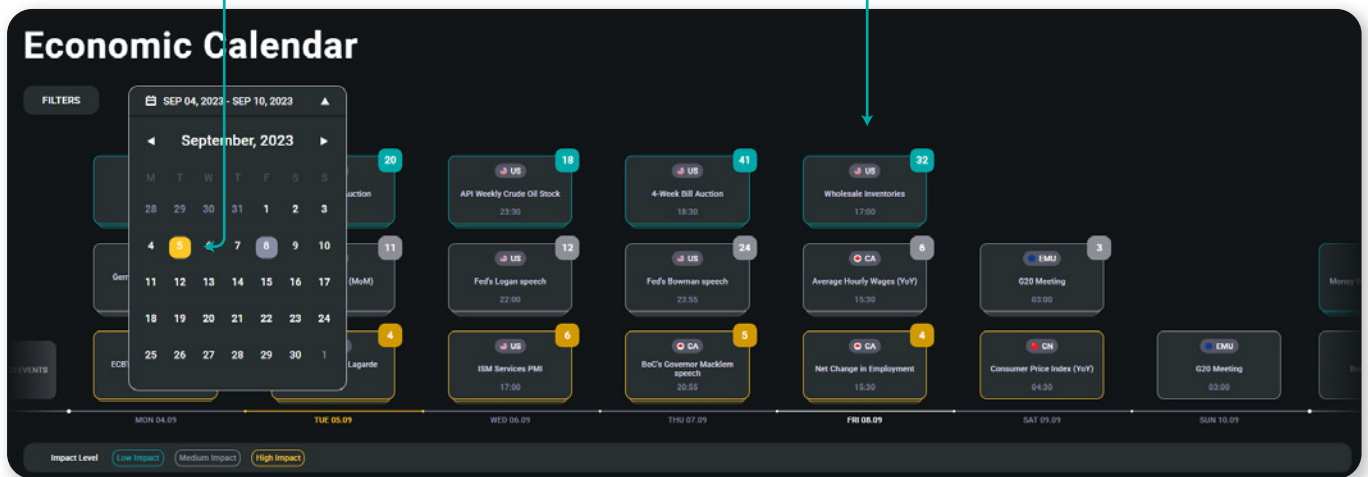 Economic Calendar
FILTERS
SEP 04, 2023 - SEP 10, 2023
September, 2023
M T W T F S S
28 29 30 31 1 2 3
4 5 6 7 8 9 10
11 12 13 14 15 16 17
18 19 20 21 22 23 24
25 26 27 28 29 30 1
20
18
41
32
US
US
US
API Weekly Crude Oil Stock
4-Week Bill Auction
Wholesale Inventories
23:30
18:30
17:00
11
12
24
6
3
US
US
CA
EMU
(MoM)
Fed's Logan speech
Fed's Bowman speech
Average Hourly Wages (YoY)
G20 Meeting
22:00
23:55
15:30
03:00
4
6
5
4
US
CA
CA
CN
EMU
Lagarde
ISM Services PMI
BoC's Governor Macklem
speech
Net Change in Employment
Consumer Price Index (YoY)
G20 Meeting
17:00
20:55
15:30
04:30
03:00
EVENTS
MON 04.09
TUE 05.09
WED 06.09
THU 07.09
FRI 08.09
SAT 09.09
SUN 10.09
Impact Level
Low Impact
Medium Impact
High Impact